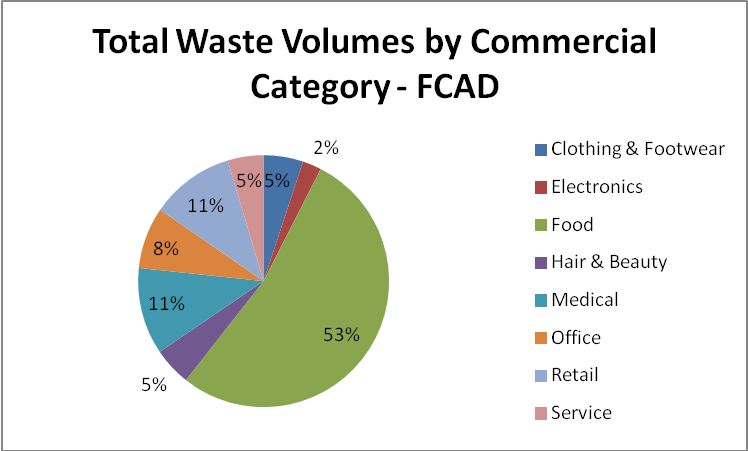 Total Waste Volumes by Commercial
Category - FCAD
5%
2%
53%
5%
11%
8%
11%
5%
Clothing & Footwear
Electronics
Food
Hair & Beauty
Medical
Office
Retail
Service